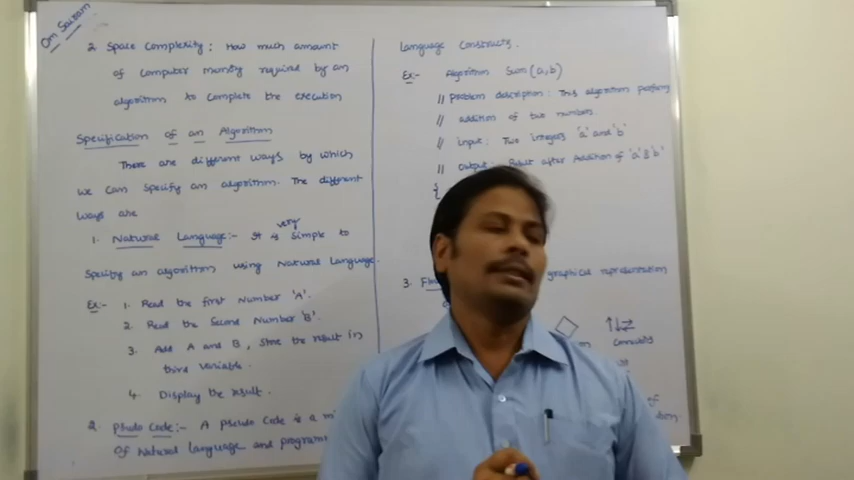 Om Sairam
2. Space Complexity: How much amount
of Computer memory required by an
algorithm to Complete the execution
Specification of an Algorithm
There are different ways by which
we can specify an algorithm. The different
ways are
1. Natural Language:- It is very simple to
Specify an algorithm using Natural Language.
Ex:- 1. Read the first Number 'A'.
2. Read the Second Number 'B'.
3. Add A and B, Store the result in
third variable.
4. Display the result.
2. Psudo Code:- A Psudo Code is a
of Natural Language and
Language Constructs.
Ex:- Algorithm Sum(a,b)
// Problem description: This algorithm performs
// addition of two numbers.
// input: Two integers 'a' and 'b'
// output: Result after Addition of 'a' & 'b'
{
3. graphical representation
Connectivity
of